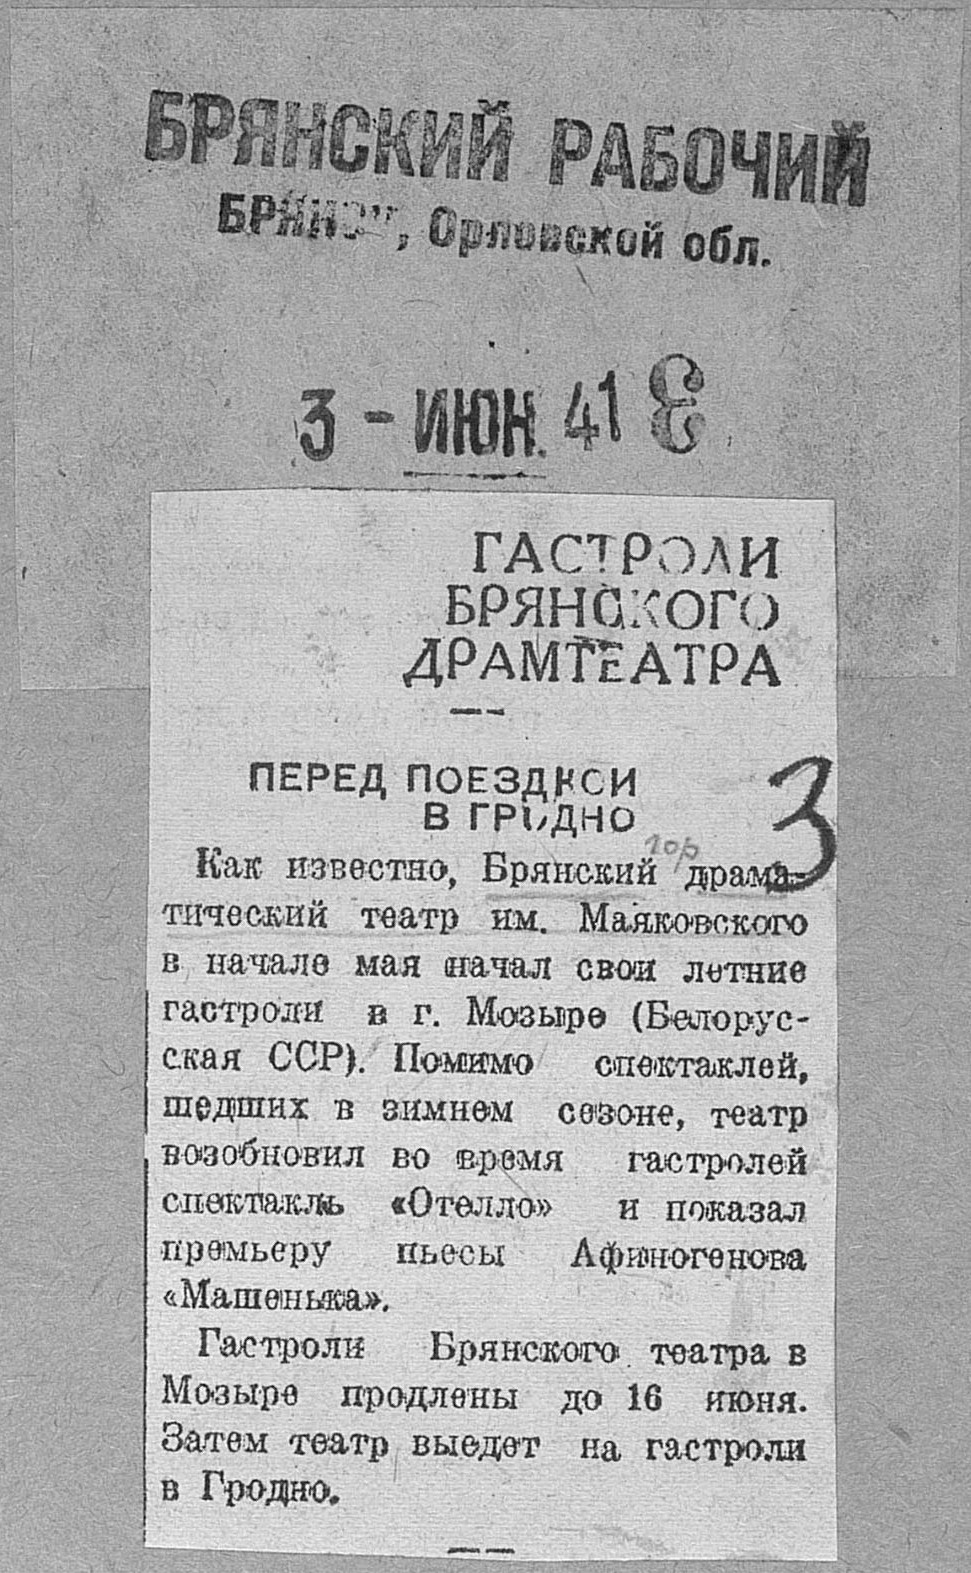 БРЯНСКИЙ РАБОЧИЙ
БРЯНСК, Орловской обл.
3 - ИЮН. 41 3
ГАСТРОЛИ
БРЯНСКОГО
ДРАМТЕАТРА
ПЕРЕД ПОЕЗДКОЙ
В ГРОДНО
3
гор
Как известно, Брянский драма-
тический театр им. Маяковского
в начале мая начал свои летние
гастроли в г. Мозыре (Белорус-
ская ССР). Помимо спектаклей,
шедших в зимнем сезоне, театр
возобновил во время гастролей
спектакль «Отелло» и показал
премьеру пьесы Афиногенова
«Машенька».
Гастроли Брянского театра в
Мозыре продлены до 16 июня.
Затем театр выедет на гастроли
в Гродно.